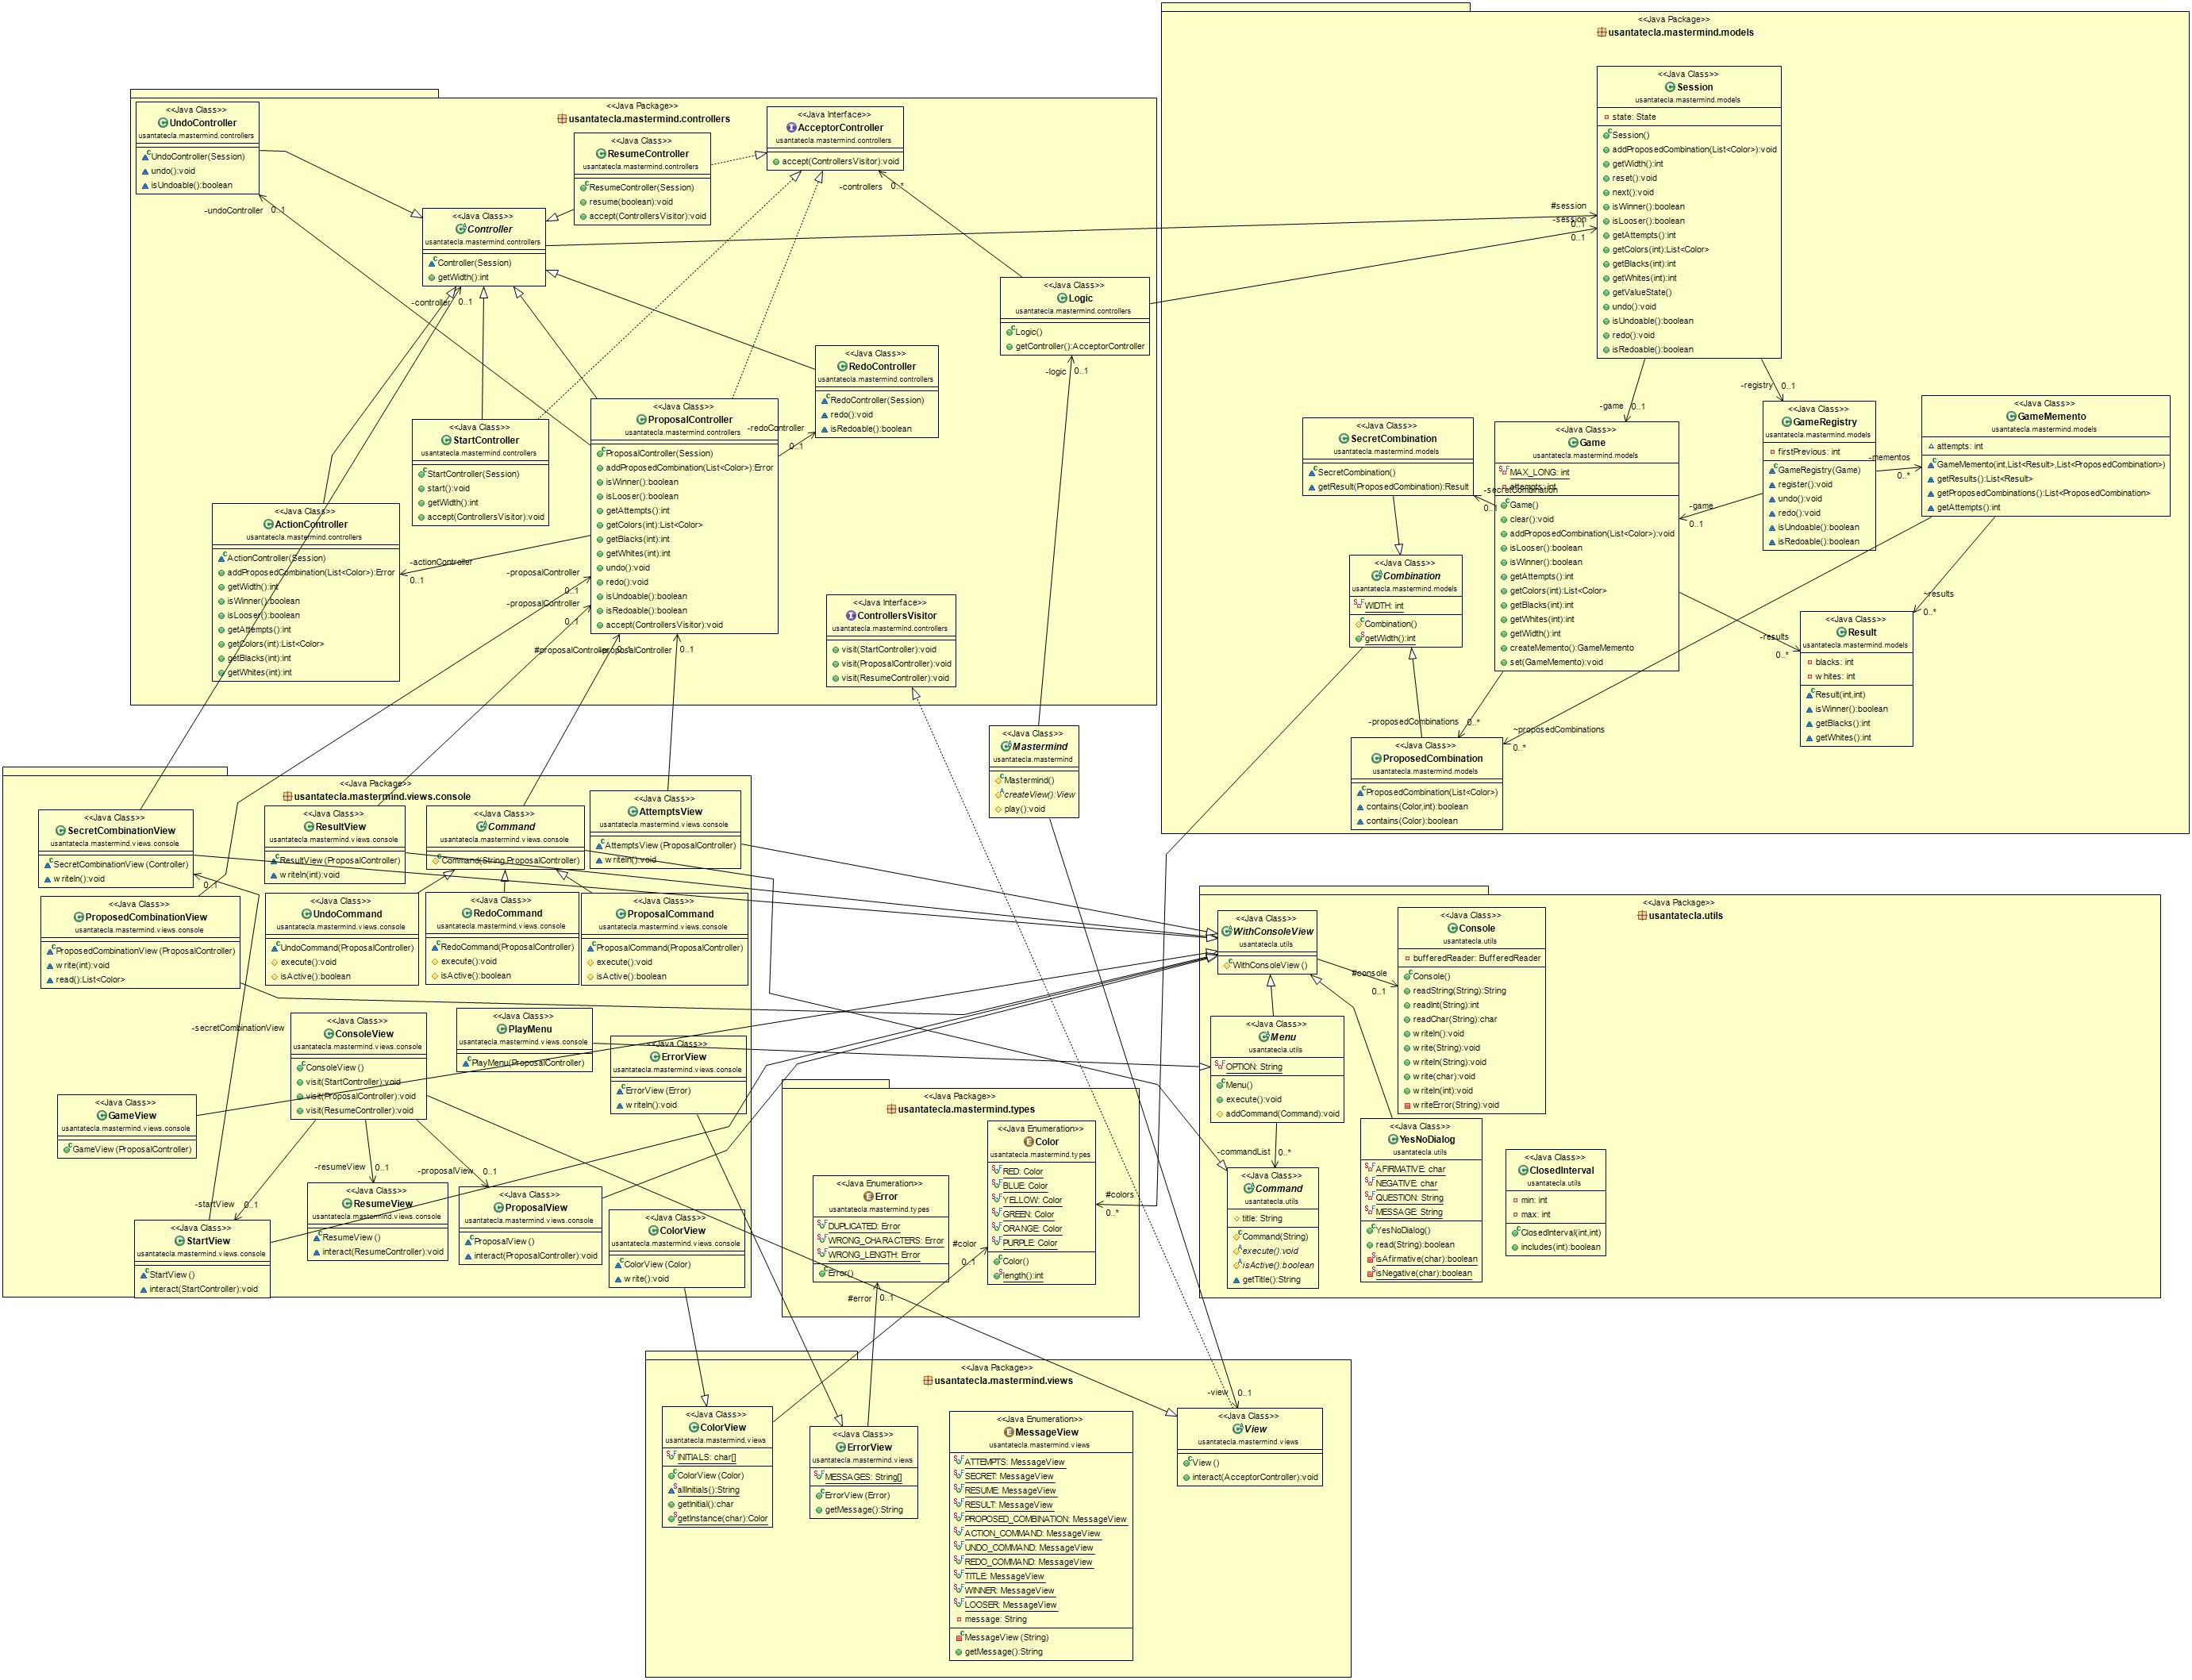 <<Java Package>>
usantatecla.mastermind.models
<<Java Class>>
Session
usantatecla.mastermind.models
state: State
Session()
addProposedCombination(List<Color>):void
getWidth():int
reset():void
next():void
isWinner():boolean
isLooser():boolean
getAttempts():int
getColors(int):List<Color>
getBlacks(int):int
getWhites(int):int
getValueState()
undo():void
isUndoable():boolean
redo():void
isRedoable():boolean
#session
-session
0..1
0..1
-registry 0..1
-game 0..1
<<Java Class>>
SecretCombination
usantatecla.mastermind.models
SecretCombination()
getResult(ProposedCombination):Result
<<Java Class>>
Game
usantatecla.mastermind.models
MAX_LONG: int
attempts: int
Game()
clear():void
addProposedCombination(List<Color>):void
isLooser():boolean
isWinner():boolean
getAttempts():int
getColors(int):List<Color>
getBlacks(int):int
getWhites(int):int
getWidth():int
createMemento():GameMemento
set(GameMemento):void
-secretCombination
0..1
<<Java Class>>
GameRegistry
usantatecla.mastermind.models
firstPrevious: int
GameRegistry(Game)
register():void
undo():void
redo():void
isUndoable():boolean
isRedoable():boolean
-mementos
0..*
-game
0..1
<<Java Class>>
GameMemento
usantatecla.mastermind.models
attempts: int
GameMemento(int,List<Result>,List<ProposedCombination>)
getResults():List<Result>
getProposedCombinations():List<ProposedCombination>
getAttempts():int
<<Java Class>>
Combination
usantatecla.mastermind.models
WIDTH: int
Combination()
getWidth():int
~results
0..*
-results
0..*
<<Java Class>>
Result
usantatecla.mastermind.models
blacks: int
whites: int
Result(int,int)
isWinner():boolean
getBlacks():int
getWhites():int
-proposedCombinations 0..*
~proposedCombinations
0..*
<<Java Class>>
ProposedCombination
usantatecla.mastermind.models
ProposedCombination(List<Color>)
contains(Color,int):boolean
contains(Color):boolean
<<Java Package>>
usantatecla.mastermind.controllers
<<Java Class>>
UndoController
usantatecla.mastermind.controllers
UndoController(Session)
undo():void
isUndoable():boolean
-undoController 0..1
<<Java Class>>
ResumeController
usantatecla.mastermind.controllers
ResumeController(Session)
resume(boolean):void
accept(ControllersVisitor):void
<<Java Interface>>
AcceptorController
usantatecla.mastermind.controllers
accept(ControllersVisitor):void
-controllers 0..*
<<Java Class>>
Controller
usantatecla.mastermind.controllers
Controller(Session)
getWidth():int
-controller 0..1
<<Java Class>>
Logic
usantatecla.mastermind.controllers
Logic()
getController():AcceptorController
-logic 0..1
<<Java Class>>
RedoController
usantatecla.mastermind.controllers
RedoController(Session)
redo():void
isRedoable():boolean
-redoController
0..1
<<Java Class>>
StartController
usantatecla.mastermind.controllers
StartController(Session)
start():void
getWidth():int
accept(ControllersVisitor):void
<<Java Class>>
ProposalController
usantatecla.mastermind.controllers
ProposalController(Session)
addProposedCombination(List<Color>):Error
isWinner():boolean
isLooser():boolean
getAttempts():int
getColors(int):List<Color>
getBlacks(int):int
getWhites(int):int
undo():void
redo():void
isUndoable():boolean
isRedoable():boolean
accept(ControllersVisitor):void
<<Java Class>>
ActionController
usantatecla.mastermind.controllers
ActionController(Session)
addProposedCombination(List<Color>):Error
getWidth():int
isWinner():boolean
isLooser():boolean
getAttempts():int
getColors(int):List<Color>
getBlacks(int):int
getWhites(int):int
-actionController
0..1
-proposalController
0..1
-proposalController
0..1
#proposalController
0..1
-proposalController
0..1
<<Java Interface>>
ControllersVisitor
usantatecla.mastermind.controllers
visit(StartController):void
visit(ProposalController):void
visit(ResumeController):void
<<Java Class>>
Mastermind
usantatecla.mastermind
Mastermind()
createView():View
play():void
<<Java Package>>
usantatecla.mastermind.views.console
<<Java Class>>
SecretCombinationView
usantatecla.mastermind.views.console
SecretCombinationView(Controller)
writeln():void
0..1
<<Java Class>>
ResultView
usantatecla.mastermind.views.console
ResultView(ProposalController)
writeln(int):void
<<Java Class>>
Command
usantatecla.mastermind.views.console
Command(String,ProposalController)
<<Java Class>>
AttemptsView
usantatecla.mastermind.views.console
AttemptsView(ProposalController)
writeln():void
<<Java Class>>
ProposedCombinationView
usantatecla.mastermind.views.console
ProposedCombinationView(ProposalController)
write(int):void
read():List<Color>
<<Java Class>>
UndoCommand
usantatecla.mastermind.views.console
UndoCommand(ProposalController)
execute():void
isActive():boolean
<<Java Class>>
RedoCommand
usantatecla.mastermind.views.console
RedoCommand(ProposalController)
execute():void
isActive():boolean
<<Java Class>>
ProposalCommand
usantatecla.mastermind.views.console
ProposalCommand(ProposalController)
execute():void
isActive():boolean
-secretCombinationView
<<Java Class>>
ConsoleView
usantatecla.mastermind.views.console
ConsoleView()
visit(StartController):void
visit(ProposalController):void
visit(ResumeController):void
<<Java Class>>
PlayMenu
usantatecla.mastermind.views.console
PlayMenu(ProposalController)
<<Java Class>>
ErrorView
usantatecla.mastermind.views.console
ErrorView(Error)
writeln():void
<<Java Class>>
GameView
usantatecla.mastermind.views.console
GameView(ProposalController)
-resumeView 0..1
-proposalView 0..1
-startView 0..1
<<Java Class>>
StartView
usantatecla.mastermind.views.console
StartView()
interact(StartController):void
<<Java Class>>
ResumeView
usantatecla.mastermind.views.console
ResumeView()
interact(ResumeController):void
<<Java Class>>
ProposalView
usantatecla.mastermind.views.console
ProposalView()
interact(ProposalController):void
<<Java Class>>
ColorView
usantatecla.mastermind.views.console
ColorView(Color)
write():void
<<Java Package>>
usantatecla.utils
<<Java Class>>
WithConsoleView
usantatecla.utils
WithConsoleView()
#console
0..1
<<Java Class>>
Console
usantatecla.utils
bufferedReader: BufferedReader
Console()
readString(String):String
readInt(String):int
readChar(String):char
writeln():void
write(String):void
writeln(String):void
write(char):void
writeln(int):void
writeError(String):void
<<Java Class>>
Menu
usantatecla.utils
OPTION: String
Menu()
execute():void
addCommand(Command):void
-commandList 0..*
<<Java Class>>
Command
usantatecla.utils
title: String
Command(String)
execute():void
isActive():boolean
getTitle():String
<<Java Class>>
YesNoDialog
usantatecla.utils
AFIRMATIVE: char
NEGATIVE: char
QUESTION: String
MESSAGE: String
YesNoDialog()
read(String):boolean
isAfirmative(char):boolean
isNegative(char):boolean
<<Java Class>>
ClosedInterval
usantatecla.utils
min: int
max: int
ClosedInterval(int,int)
includes(int):boolean
<<Java Package>>
usantatecla.mastermind.types
<<Java Enumeration>>
Color
usantatecla.mastermind.types
RED: Color
BLUE: Color
YELLOW: Color
GREEN: Color
ORANGE: Color
PURPLE: Color
Color()
length():int
#colors
0..*
<<Java Enumeration>>
Error
usantatecla.mastermind.types
DUPLICATED: Error
WRONG_CHARACTERS: Error
WRONG_LENGTH: Error
Error()
#color
0..1
#error 0..1
<<Java Package>>
usantatecla.mastermind.views
<<Java Class>>
ColorView
usantatecla.mastermind.views
INITIALS: char[]
ColorView(Color)
allInitials():String
getInitial():char
getInstance(char):Color
<<Java Class>>
ErrorView
usantatecla.mastermind.views
MESSAGES: String[]
ErrorView(Error)
getMessage():String
<<Java Enumeration>>
MessageView
usantatecla.mastermind.views
ATTEMPTS: MessageView
SECRET: MessageView
RESUME: MessageView
RESULT: MessageView
PROPOSED_COMBINATION: MessageView
ACTION_COMMAND: MessageView
UNDO_COMMAND: MessageView
REDO_COMMAND: MessageView
TITLE: MessageView
WINNER: MessageView
LOOSER: MessageView
message: String
MessageView(String)
getMessage():String
-view 0..1
<<Java Class>>
View
usantatecla.mastermind.views
View()
interact(AcceptorController):void